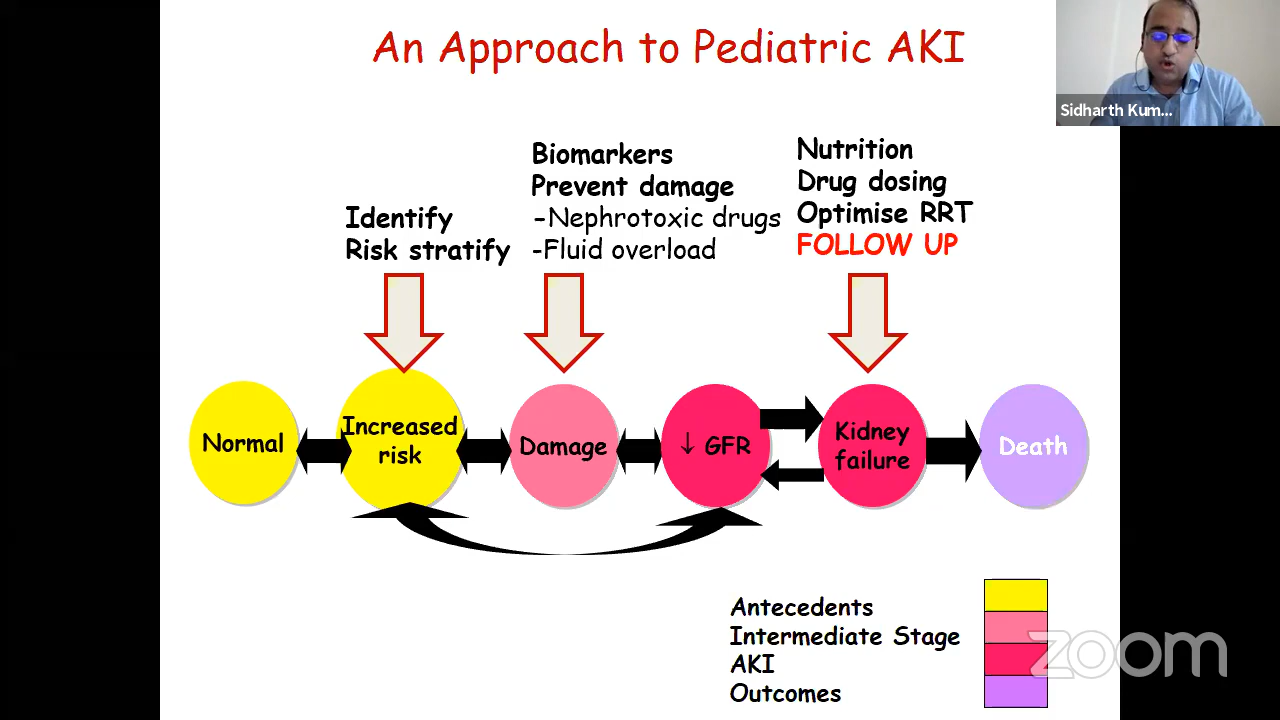 An Approach to Pediatric AKI
Sidharth Kum...
Identify
Risk stratify
Biomarkers
Prevent damage
-Nephrotoxic drugs
-Fluid overload
Nutrition
Drug dosing
Optimise RRT
FOLLOW UP
Normal
Increased
risk
Damage
↓ GFR
Kidney
failure
Death
Antecedents
Intermediate Stage
AKI
Outcomes
zoom